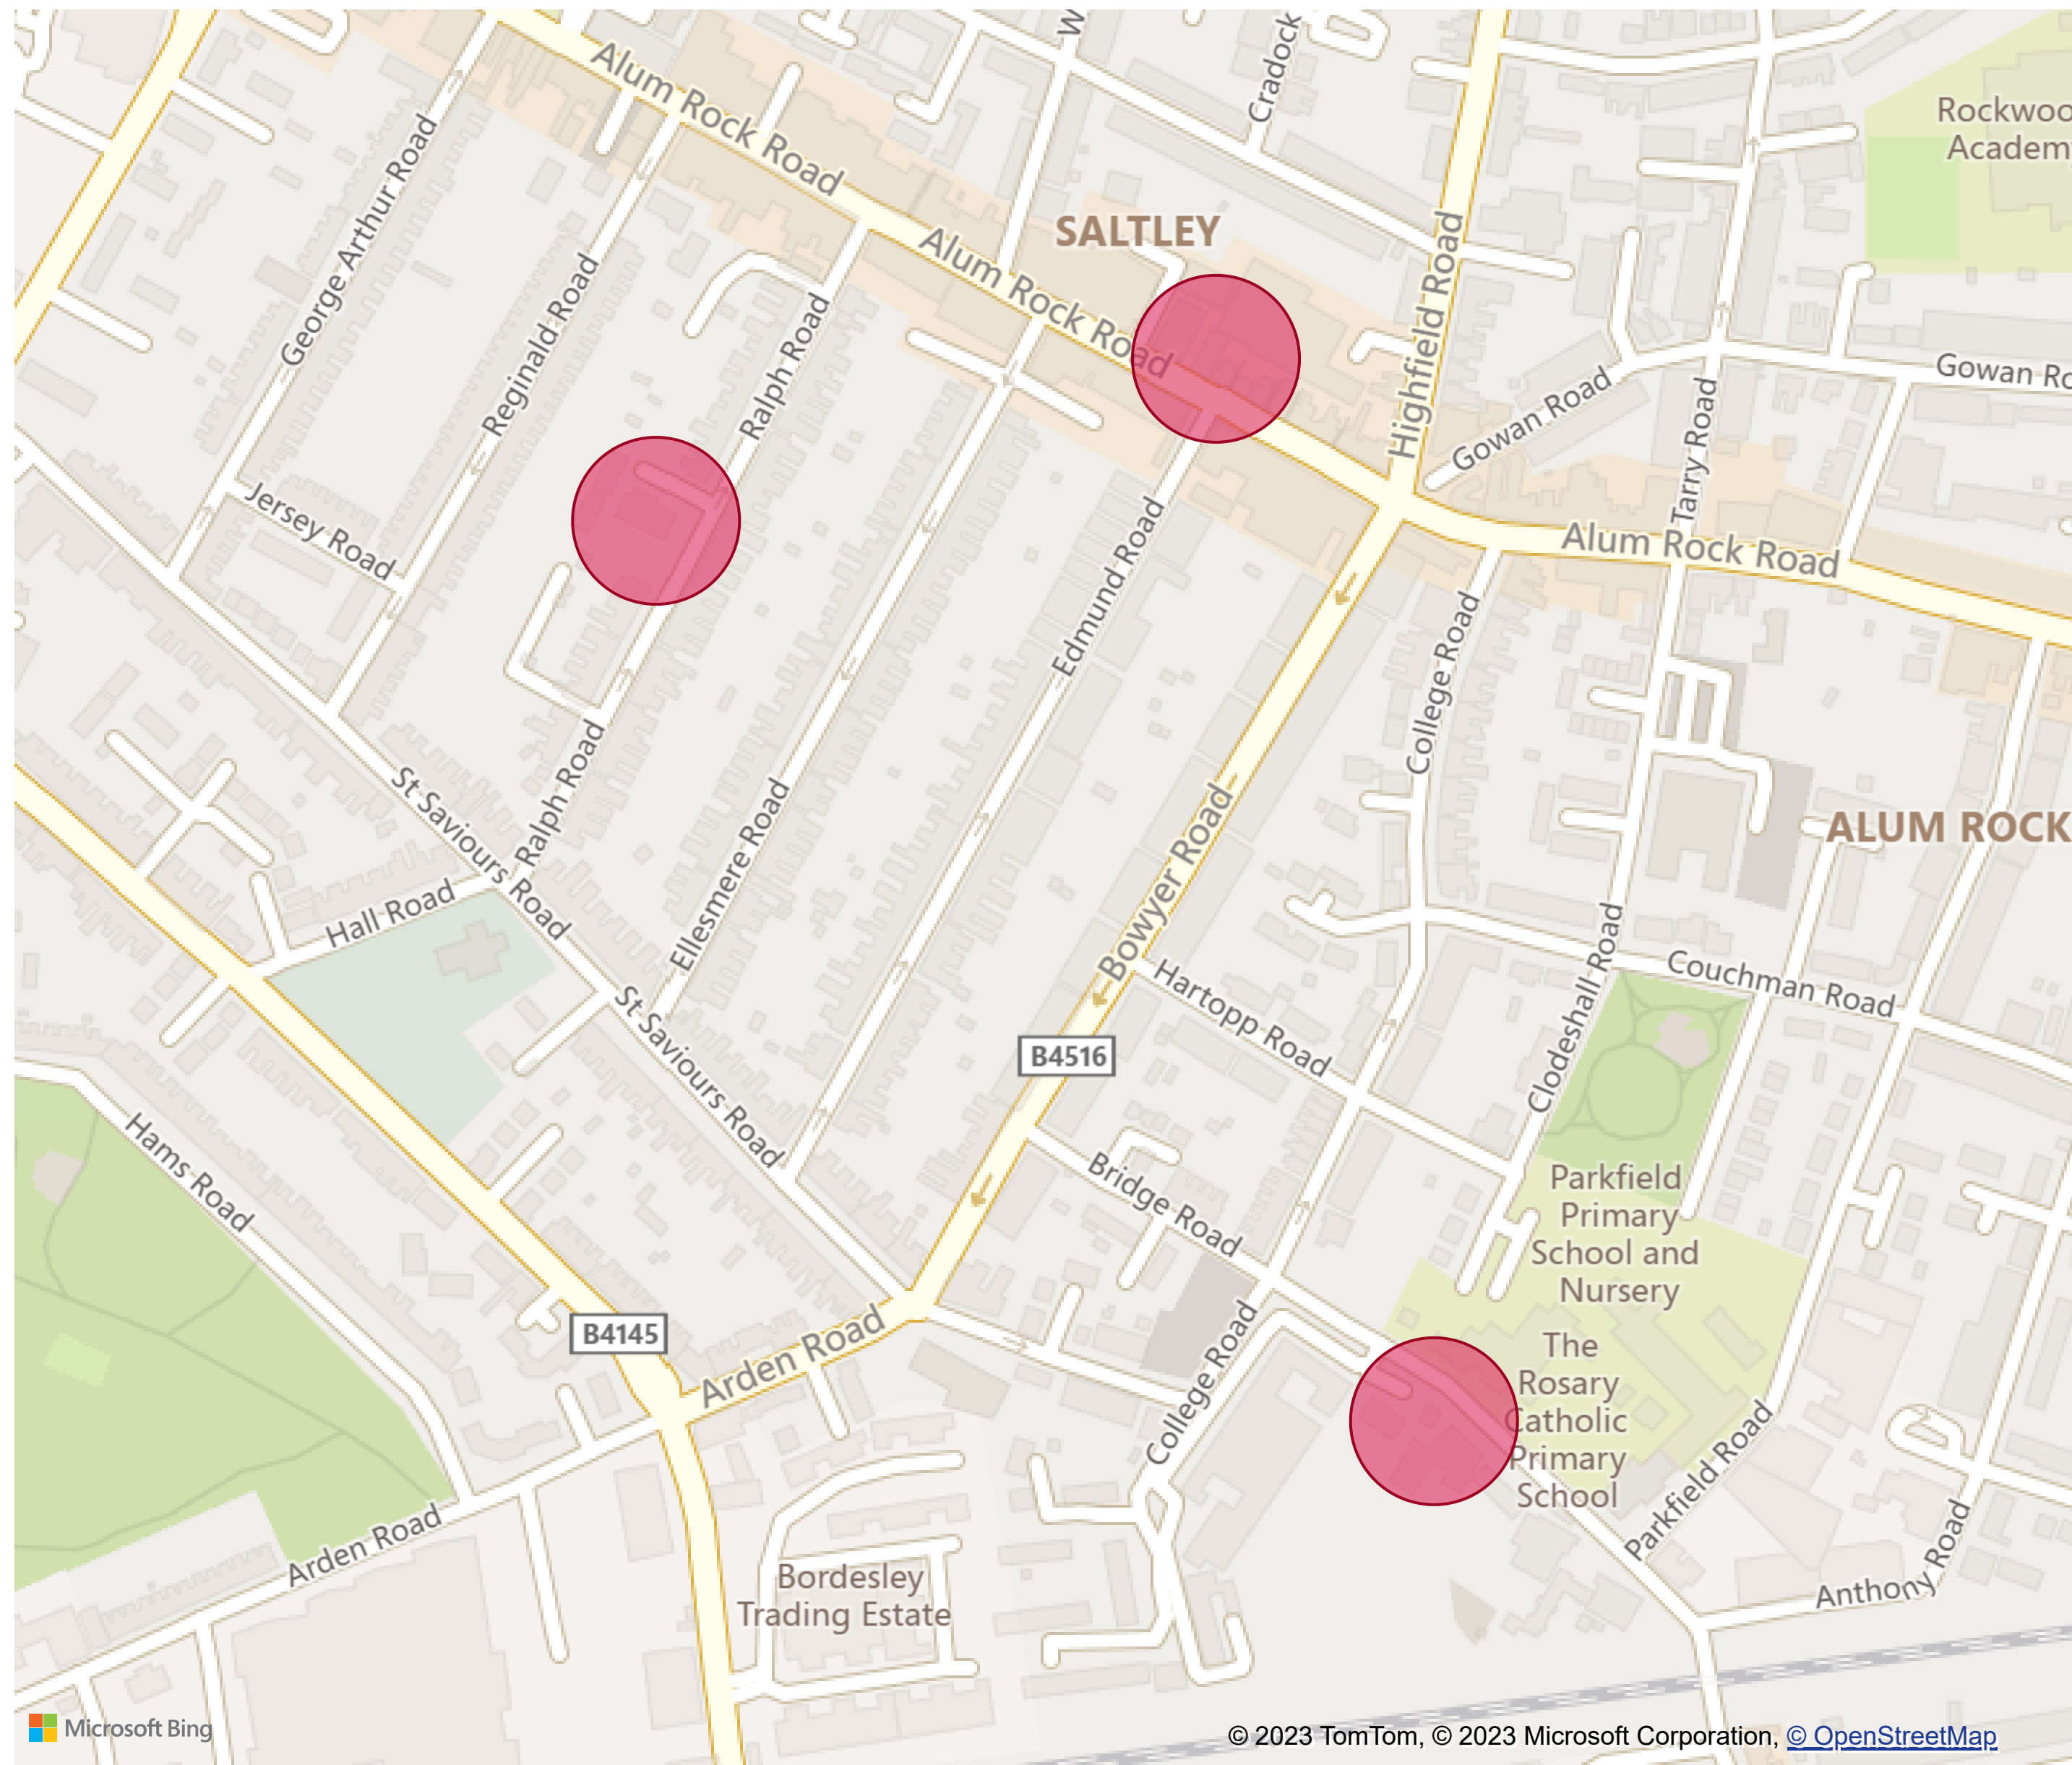 W
Cradock
Alum Rock Road
Rockwoo
Academ
George Arthur Road
SALTLEY
Highfield Road
Alum Rock Road
Reginald Road
Ralph Road
Gowan Ro
Gowan Road
Tarry Road
Jersey Road
Edmund Road
Alum Rock Road
College Road
St Saviours Road
Ralph Road
Ellesmere Road
Bowyer Road
ALUM ROCK
Hall Road
Clodeshall Road
Couchman Road
St Saviours Road
Hartopp Road
B4516
Hams Road
Bridge Road
Parkfield
Primary
School and
Nursery
B4145
Arden Road
College Road
The
Rosary
Catholic
Primary
School
Parkfield Road
Arden Road
Bordesley
Trading Estate
Anthony Road
Microsoft Bing
© 2023 TomTom, © 2023 Microsoft Corporation, © OpenStreetMap